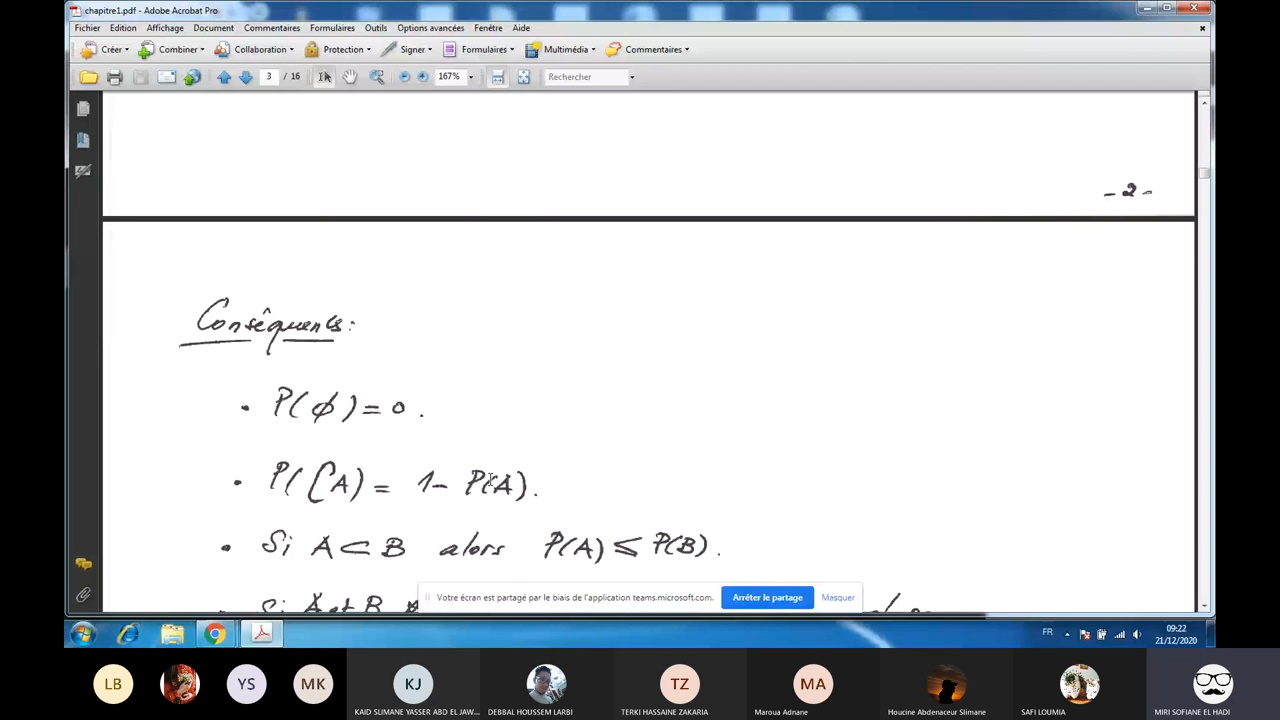 chapitre1.pdf - Adobe Acrobat Pro
Fichier Edition Affichage Document Commentaires Formulaires Outils Options avancées Fenêtre Aide
Créer Combiner Collaboration Protection Signer Formulaires Multimédia Commentaires
3 / 16 167% Rechercher
- 2 -
Conséquences:
• P(ϕ) = 0.
• P(∁A) = 1 - P(A).
• Si A ⊂ B alors P(A) ≤ P(B).
• Si A et B
Votre écran est partagé par le biais de l'application teams.microsoft.com. Arrêter le partage Masquer
FR 09:22
21/12/2020
LB YS MK KJ TZ MA
KAID SLIMANE YASSER ABD EL JAW... DEBBAL HOUSSEM LARBI TERKI HASSAINE ZAKARIA Maroua Adnane Houcine Abdenaceur Slimane SAFI LOUMIA MIRI SOFIANE EL HADI